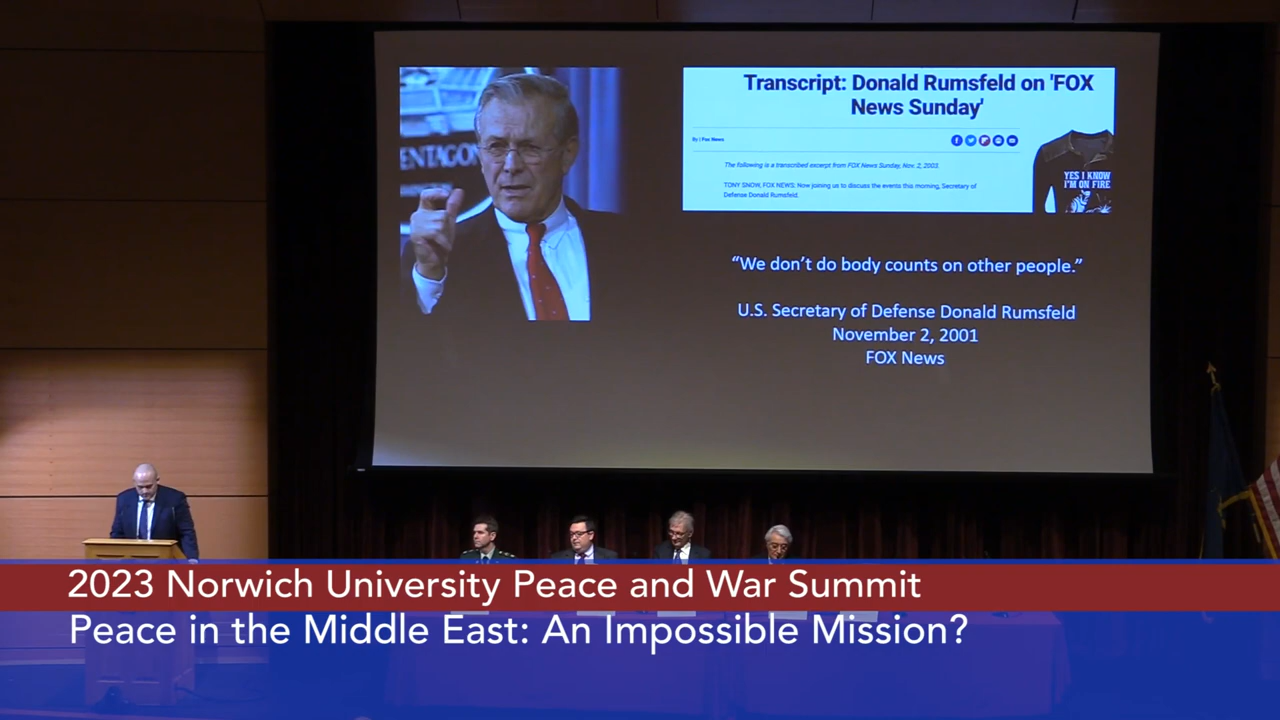 ENTAGON
Transcript: Donald Rumsfeld on 'FOX
News Sunday'
By | Fox News
The following is a transcribed excerpt from FOX News Sunday, Nov. 2, 2003.
TONY SNOW, FOX NEWS: Now joining us to discuss the events this morning, Secretary of
Defense Donald Rumsfeld.
YES I KNOW
I'M ON FIRE
“We don’t do body counts on other people.”
U.S. Secretary of Defense Donald Rumsfeld
November 2, 2001
FOX News
2023 Norwich University Peace and War Summit
Peace in the Middle East: An Impossible Mission?